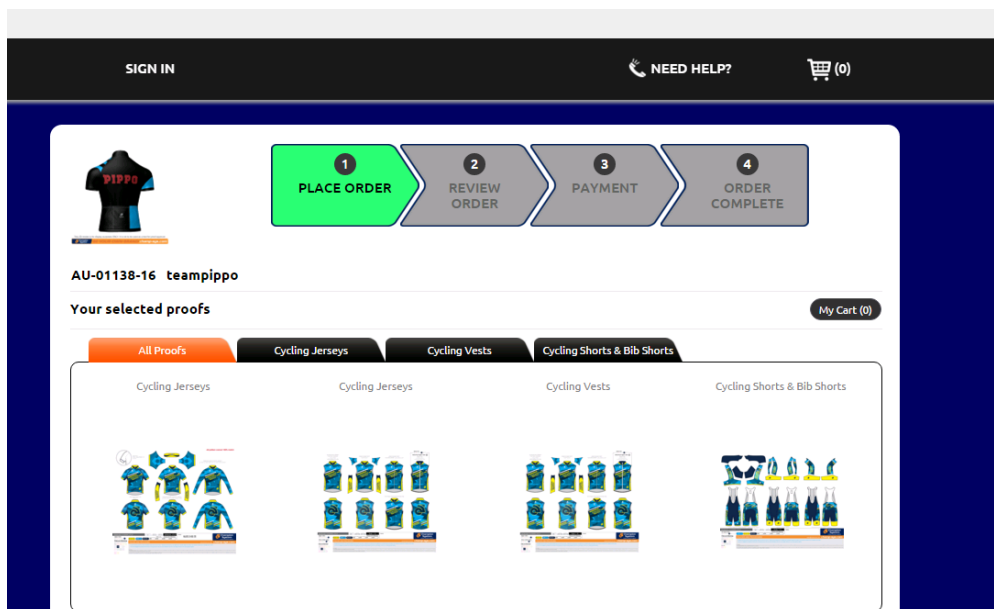 SIGN IN
NEED HELP?
(0)
PIPPO
1
PLACE ORDER
2
REVIEW
ORDER
3
PAYMENT
4
ORDER
COMPLETE
AU-01138-16 teampippo
Your selected proofs
My Cart (0)
All Proofs
Cycling Jerseys
Cycling Vests
Cycling Shorts & Bib Shorts
Cycling Jerseys
Cycling Jerseys
Cycling Vests
Cycling Shorts & Bib Shorts